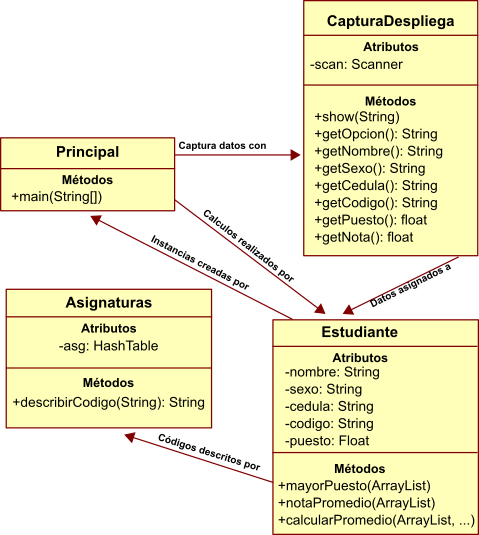 CapturaDespliega
Atributos
-scan: Scanner
Métodos
+show(String)
+getOpcion(): String
+getNombre(): String
+getSexo(): String
+getCedula(): String
+getCodigo(): String
+getPuesto(): float
+getNota(): float
Principal
Métodos
+main(String[])
Captura datos con
Calculos realizados por
Instancias creadas por
Datos asignados a
Asignaturas
Atributos
-asg: HashTable
Métodos
+describirCodigo(String): String
Códigos descritos por
Estudiante
Atributos
-nombre: String
-sexo: String
-cedula: String
-codigo: String
-puesto: Float
Métodos
+mayorPuesto(ArrayList)
+notaPromedio(ArrayList)
+calcularPromedio(ArrayList, ...)